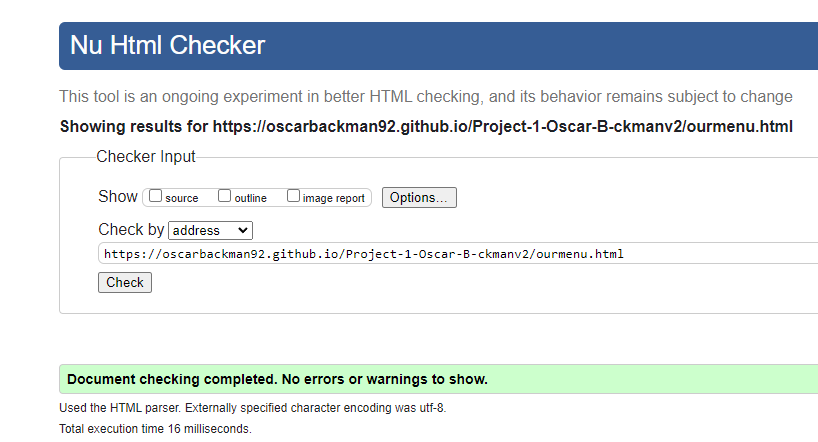 Nu Html Checker
This tool is an ongoing experiment in better HTML checking, and its behavior remains subject to change
Showing results for https://oscarbackman92.github.io/Project-1-Oscar-B-ckmanv2/ourmenu.html
Checker Input
Show source outline image report Options...
Check by address
https://oscarbackman92.github.io/Project-1-Oscar-B-ckmanv2/ourmenu.html
Check
Document checking completed. No errors or warnings to show.
Used the HTML parser. Externally specified character encoding was utf-8.
Total execution time 16 milliseconds.